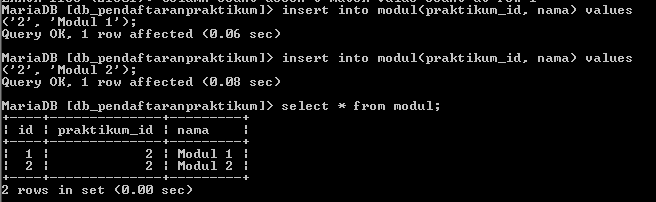 MariaDB [db_pendaftaranpraktikum]> insert into modul(praktikum_id, nama) values
('2', 'Modul 1');
Query OK, 1 row affected (0.06 sec)
MariaDB [db_pendaftaranpraktikum]> insert into modul(praktikum_id, nama) values
('2', 'Modul 2');
Query OK, 1 row affected (0.08 sec)
MariaDB [db_pendaftaranpraktikum]> select * from modul;
+----+--------------+---------+
| id | praktikum_id | nama    |
+----+--------------+---------+
|  1 |            2 | Modul 1 |
|  2 |            2 | Modul 2 |
+----+--------------+---------+
2 rows in set (0.00 sec)